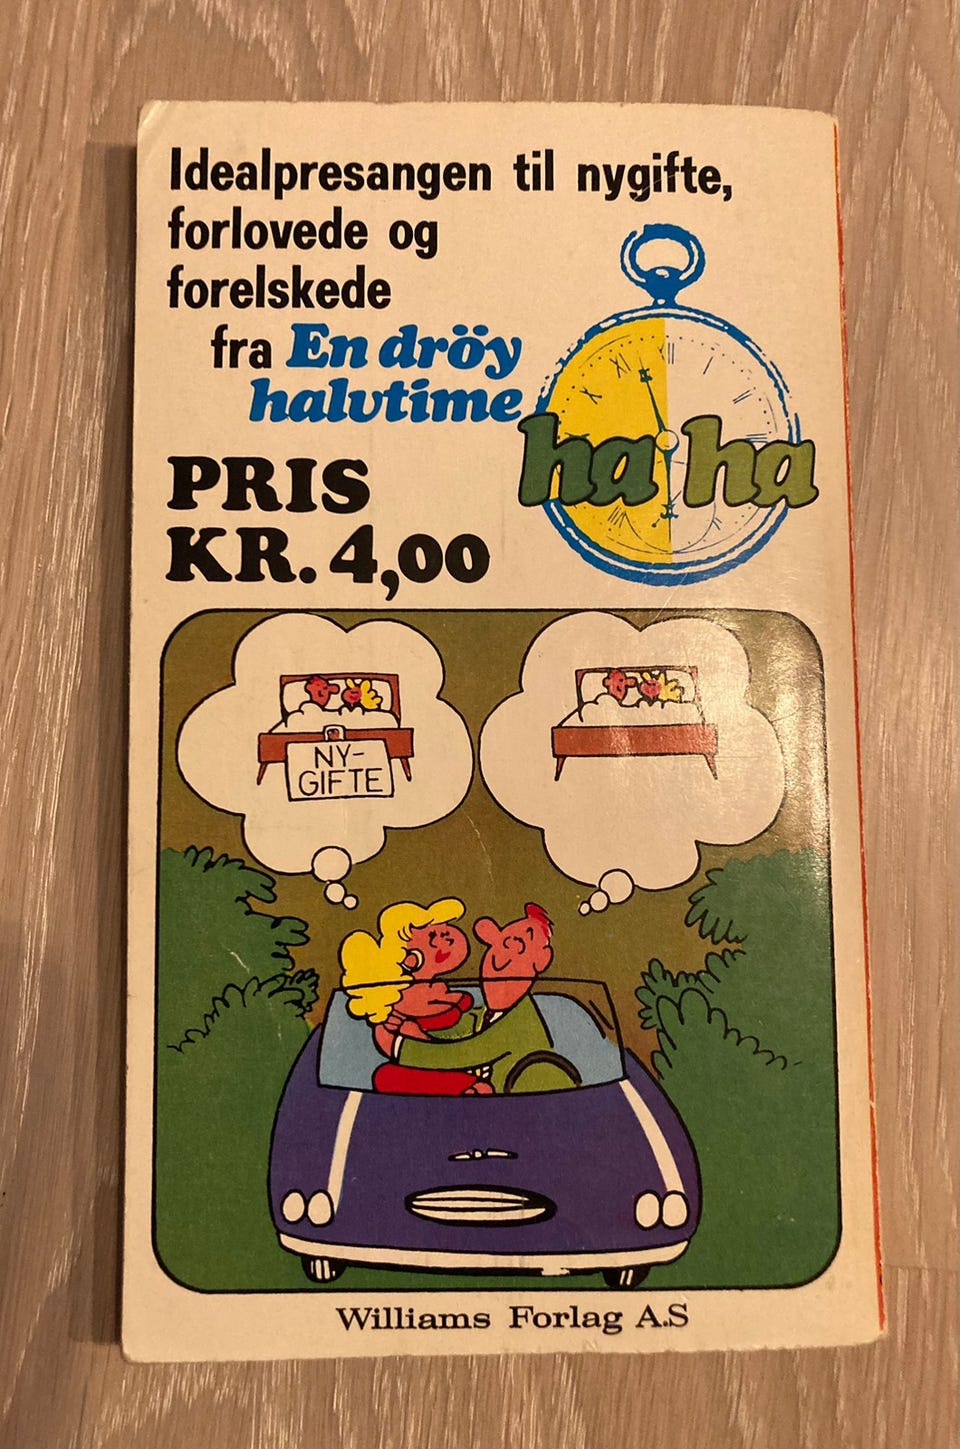 Idealpresangen til nygifte,
forlovede og
forelskede
fra En dröy
halvtime
ha ha
PRIS
KR. 4,00
NY-
GIFTE
Williams Forlag A.S